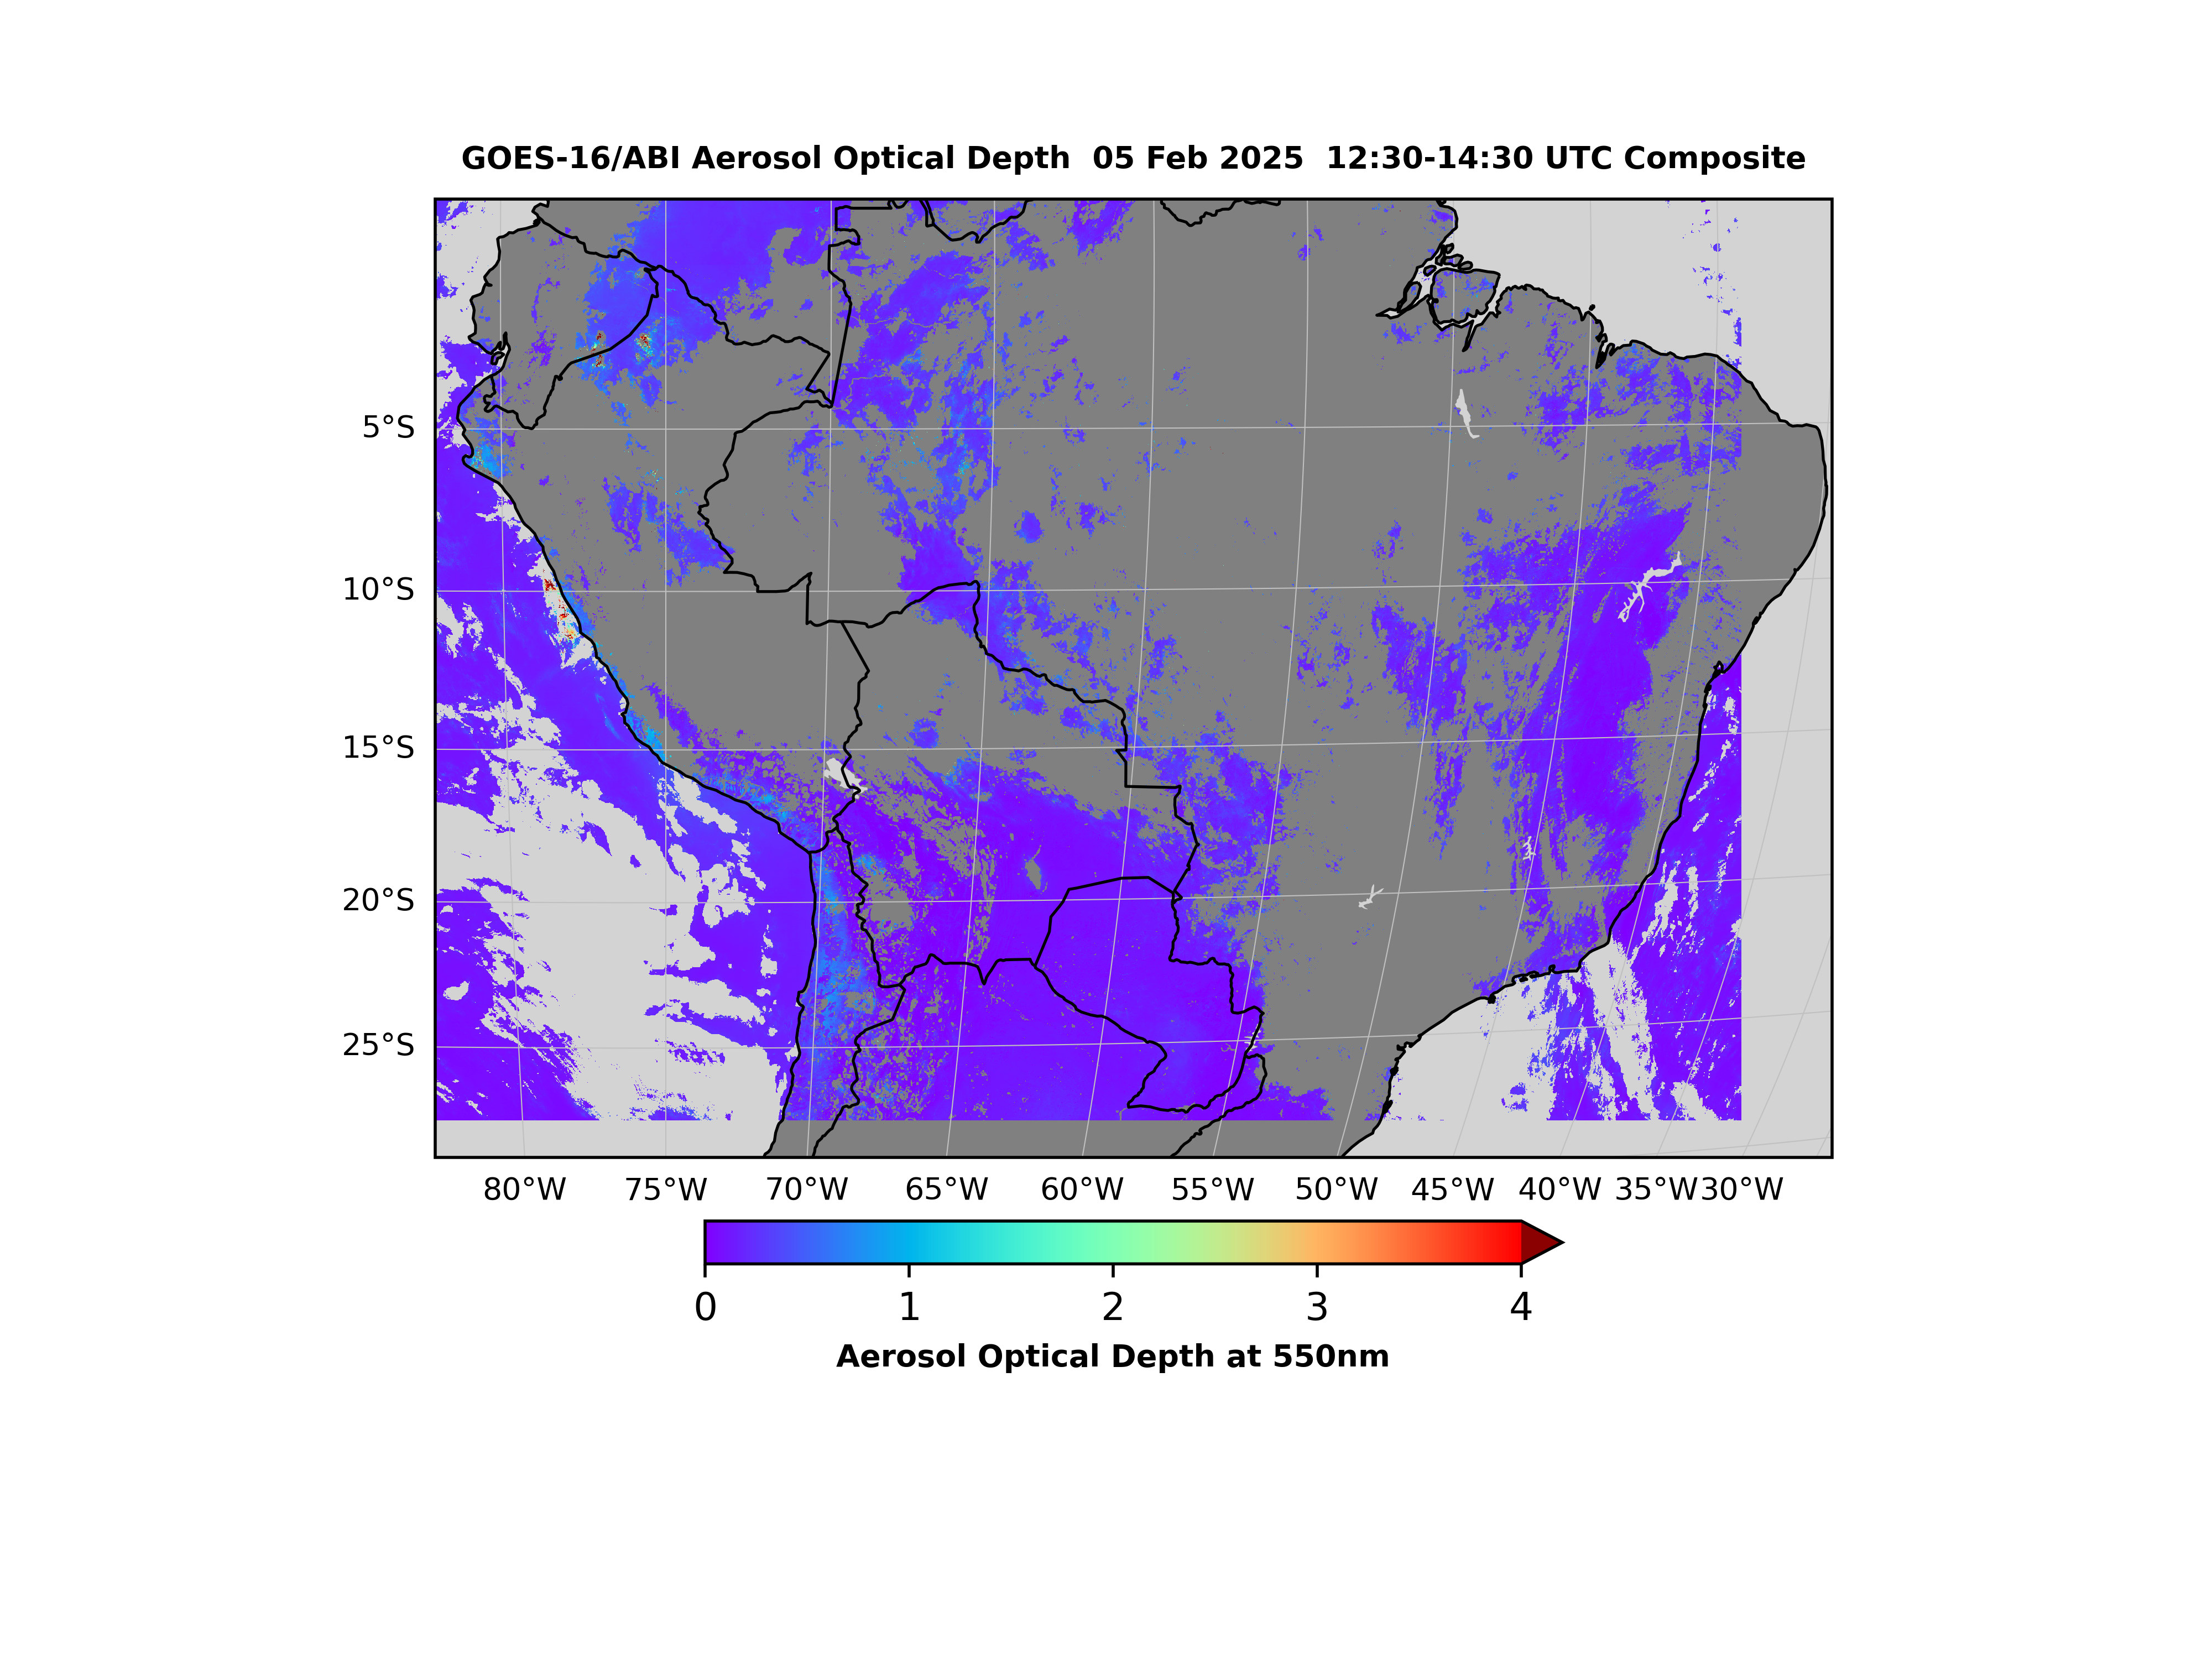 GOES-16/ABI Aerosol Optical Depth  05 Feb 2025  12:30-14:30 UTC Composite
5°S
10°S
15°S
20°S
25°S
80°W 75°W 70°W 65°W 60°W 55°W 50°W 45°W 40°W 35°W 30°W
0 1 2 3 4
Aerosol Optical Depth at 550nm